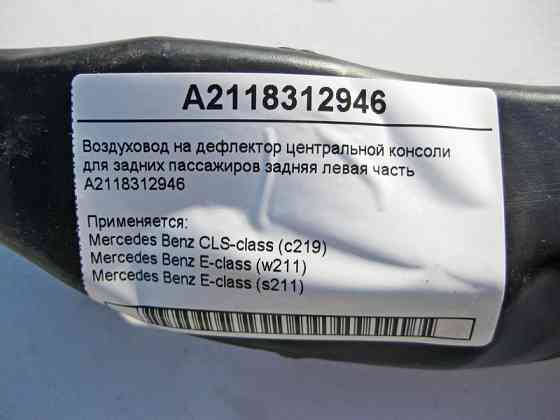 A2118312946
Воздуховод на дефлектор центральной консоли
для задних пассажиров задняя левая часть
A2118312946
Применяется:
Mercedes Benz CLS-class (c219)
Mercedes Benz E-class (w211)
Mercedes Benz E-class (s211)